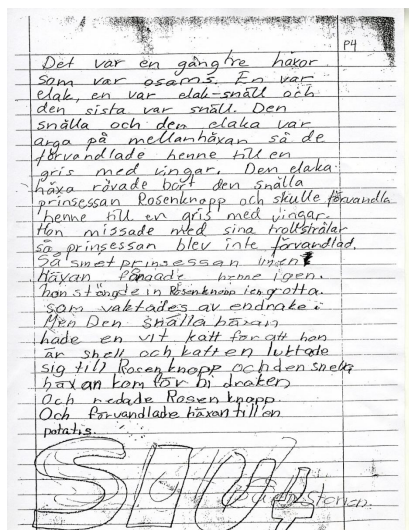 P4
Det var en gång tre häxor
som var osams. En var
elak, en var elak-snäll och
den sista var snäll. Den
snälla och den elaka var
arga på mellanhäxan så de
förvandlade henne till en
gris med vingar. Den elaka
häxa rövade bort den snälla
prinsessan Rosenknopp och skulle förvandla
henne till en gris med vingar.
Hon missade med sina trollstrålar
så prinsessan blev inte förvandlad.
Så smet prinsessan
Häxan fångade henne igen.
hon stängde in Rosenknopp i en grotta.
som vaktades av endrake.
Men Den snälla häxan
hade en vit katt för att hon
är snell och katten luktade
sig till Rosenknopp och den snella
häxan kom för bi draken
Och redade Rosenknopp.
Och förvandlade häxan till en
potatis.
SLUT